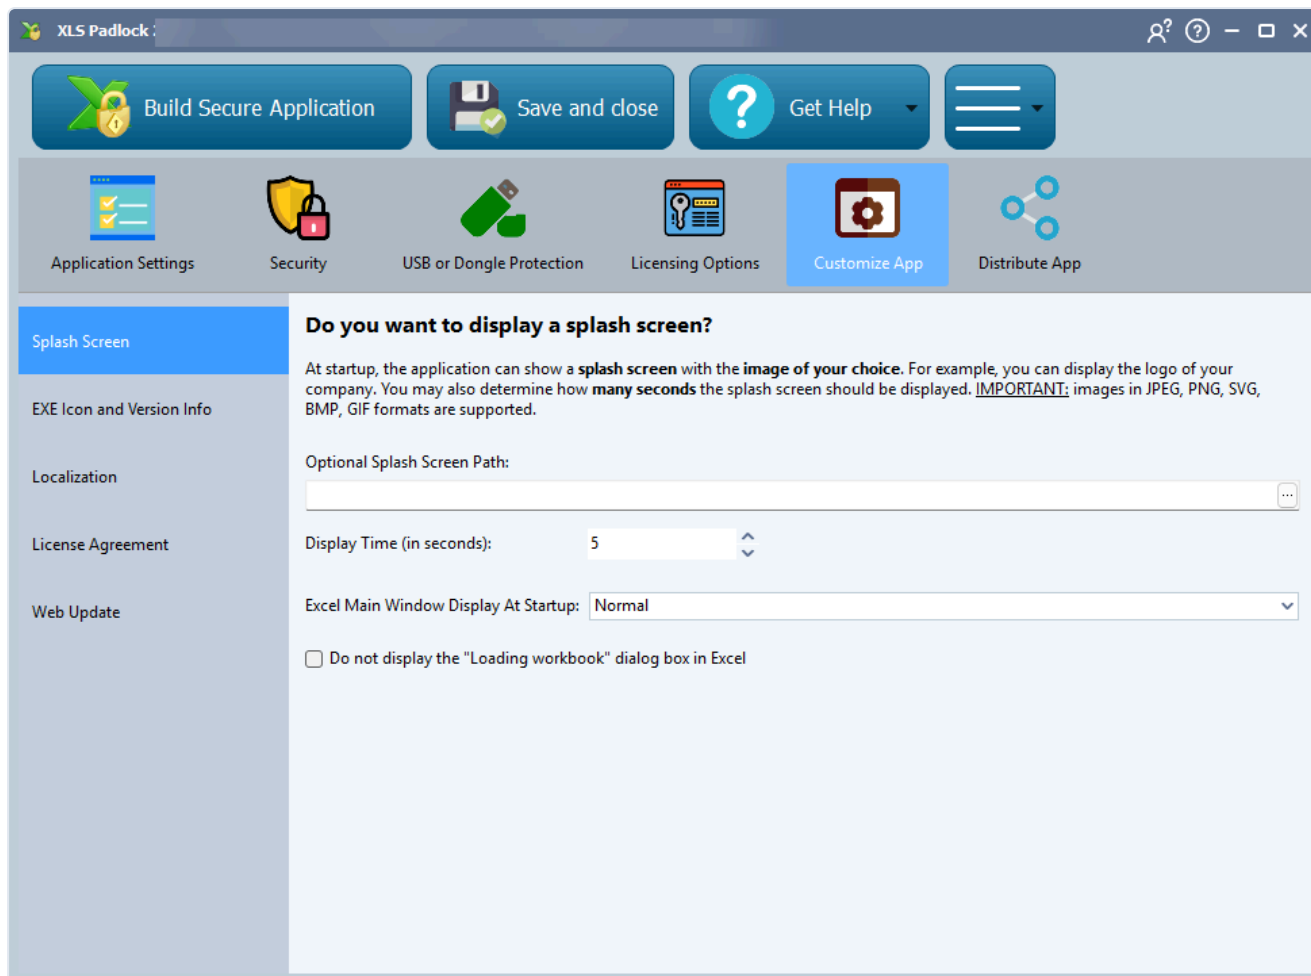 XLS Padlock 2
Build Secure Application
Save and close
Get Help
Application Settings
Security
USB or Dongle Protection
Licensing Options
Customize App
Distribute App
Splash Screen
EXE Icon and Version Info
Localization
License Agreement
Web Update
Do you want to display a splash screen?
At startup, the application can show a splash screen with the image of your choice. For example, you can display the logo of your
company. You may also determine how many seconds the splash screen should be displayed. IMPORTANT: images in JPEG, PNG, SVG,
BMP, GIF formats are supported.
Optional Splash Screen Path:
...
Display Time (in seconds): 5
Excel Main Window Display At Startup: Normal
Do not display the "Loading workbook" dialog box in Excel